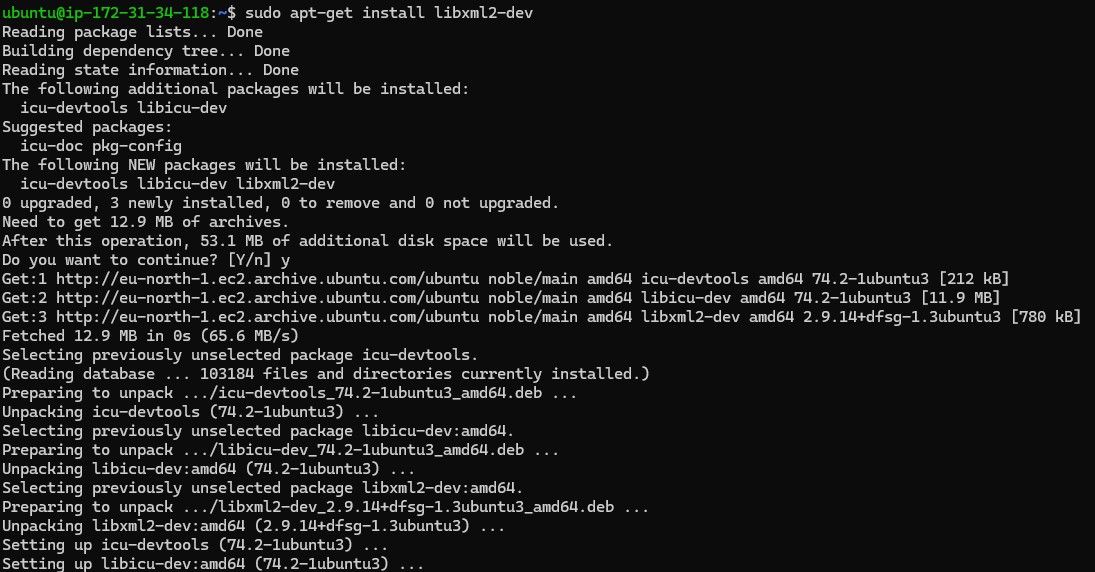 ubuntu@ip-172-31-34-118:~$ sudo apt-get install libxml2-dev
Reading package lists... Done
Building dependency tree... Done
Reading state information... Done
The following additional packages will be installed:
  icu-devtools libicu-dev
Suggested packages:
  icu-doc pkg-config
The following NEW packages will be installed:
  icu-devtools libicu-dev libxml2-dev
0 upgraded, 3 newly installed, 0 to remove and 0 not upgraded.
Need to get 12.9 MB of archives.
After this operation, 53.1 MB of additional disk space will be used.
Do you want to continue? [Y/n] y
Get:1 http://eu-north-1.ec2.archive.ubuntu.com/ubuntu noble/main amd64 icu-devtools amd64 74.2-1ubuntu3 [212 kB]
Get:2 http://eu-north-1.ec2.archive.ubuntu.com/ubuntu noble/main amd64 libicu-dev amd64 74.2-1ubuntu3 [11.9 MB]
Get:3 http://eu-north-1.ec2.archive.ubuntu.com/ubuntu noble/main amd64 libxml2-dev amd64 2.9.14+dfsg-1.3ubuntu3 [780 kB]
Fetched 12.9 MB in 0s (65.6 MB/s)
Selecting previously unselected package icu-devtools.
(Reading database ... 103184 files and directories currently installed.)
Preparing to unpack .../icu-devtools_74.2-1ubuntu3_amd64.deb ...
Unpacking icu-devtools (74.2-1ubuntu3) ...
Selecting previously unselected package libicu-dev:amd64.
Preparing to unpack .../libicu-dev_74.2-1ubuntu3_amd64.deb ...
Unpacking libicu-dev:amd64 (74.2-1ubuntu3) ...
Selecting previously unselected package libxml2-dev:amd64.
Preparing to unpack .../libxml2-dev_2.9.14+dfsg-1.3ubuntu3_amd64.deb ...
Unpacking libxml2-dev:amd64 (2.9.14+dfsg-1.3ubuntu3) ...
Setting up icu-devtools (74.2-1ubuntu3) ...
Setting up libicu-dev:amd64 (74.2-1ubuntu3) ...